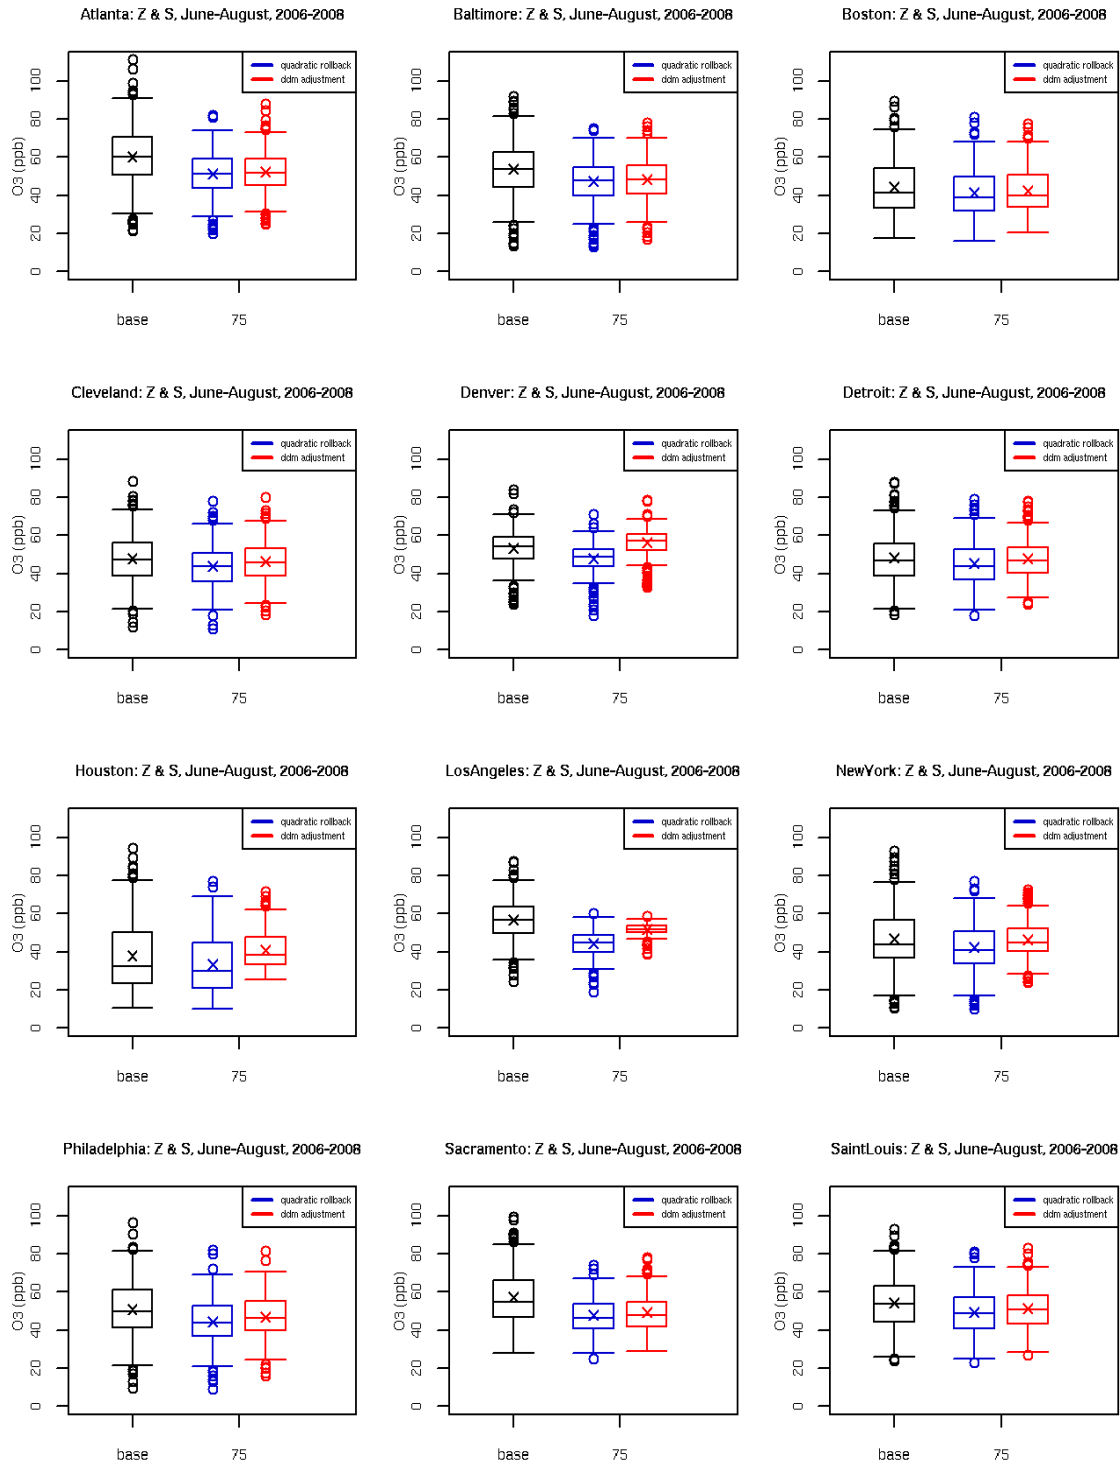 Atlanta: Z & S, June-August, 2006-2008
O3 (ppb)
100
80
60
40
20
0
quadratic rollback
ddm adjustment
base
75
Baltimore: Z & S, June-August, 2006-2008
O3 (ppb)
100
80
60
40
20
0
quadratic rollback
ddm adjustment
base
75
Boston: Z & S, June-August, 2006-2008
O3 (ppb)
100
80
60
40
20
0
quadratic rollback
ddm adjustment
base
75
Cleveland: Z & S, June-August, 2006-2008
O3 (ppb)
100
80
60
40
20
0
quadratic rollback
ddm adjustment
base
75
Denver: Z & S, June-August, 2006-2008
O3 (ppb)
100
80
60
40
20
0
quadratic rollback
ddm adjustment
base
75
Detroit: Z & S, June-August, 2006-2008
O3 (ppb)
100
80
60
40
20
0
quadratic rollback
ddm adjustment
base
75
Houston: Z & S, June-August, 2006-2008
O3 (ppb)
100
80
60
40
20
0
quadratic rollback
ddm adjustment
base
75
LosAngeles: Z & S, June-August, 2006-2008
O3 (ppb)
100
80
60
40
20
0
quadratic rollback
ddm adjustment
base
75
NewYork: Z & S, June-August, 2006-2008
O3 (ppb)
100
80
60
40
20
0
quadratic rollback
ddm adjustment
base
75
Philadelphia: Z & S, June-August, 2006-2008
O3 (ppb)
100
80
60
40
20
0
quadratic rollback
ddm adjustment
base
75
Sacramento: Z & S, June-August, 2006-2008
O3 (ppb)
100
80
60
40
20
0
quadratic rollback
ddm adjustment
base
75
SaintLouis: Z & S, June-August, 2006-2008
O3 (ppb)
100
80
60
40
20
0
quadratic rollback
ddm adjustment
base
75